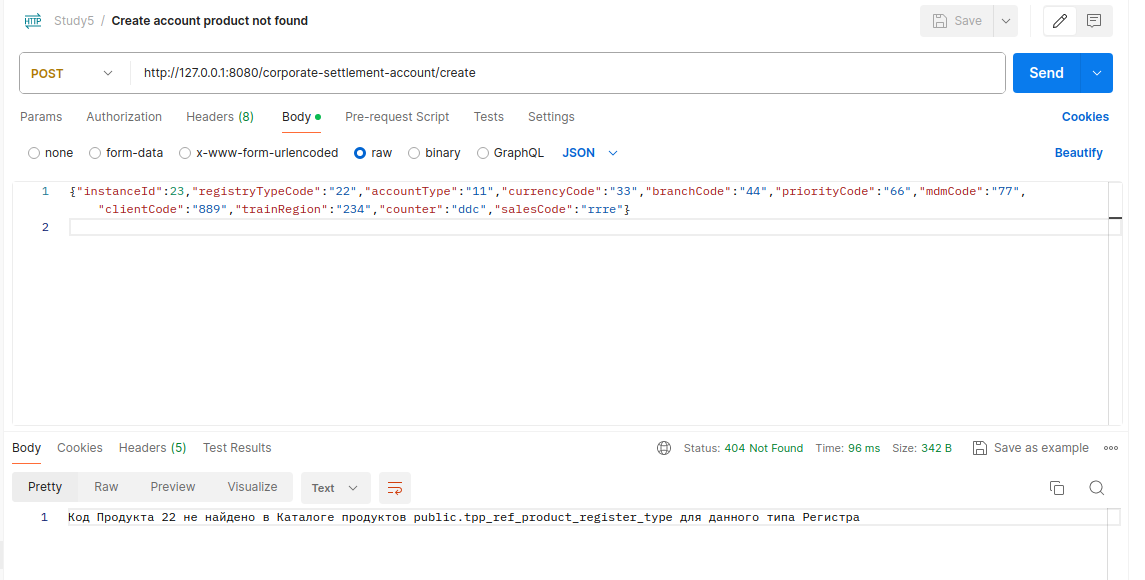 HTTP Study5 / Create account product not found Save
POST http://127.0.0.1:8080/corporate-settlement-account/create Send
Params Authorization Headers (8) Body Pre-request Script Tests Settings Cookies
none form-data x-www-form-urlencoded raw binary GraphQL JSON Beautify
1 {"instanceId":23,"registryTypeCode":"22","accountType":"11","currencyCode":"33","branchCode":"44","priorityCode":"66","mdmCode":"77",
"clientCode":"889","trainRegion":"234","counter":"ddc","salesCode":"rrre"}
2
Body Cookies Headers (5) Test Results Status: 404 Not Found Time: 96 ms Size: 342 B Save as example
Pretty Raw Preview Visualize Text
1 Код Продукта 22 не найдено в Каталоге продуктов public.tpp_ref_product_register_type для данного типа Регистра